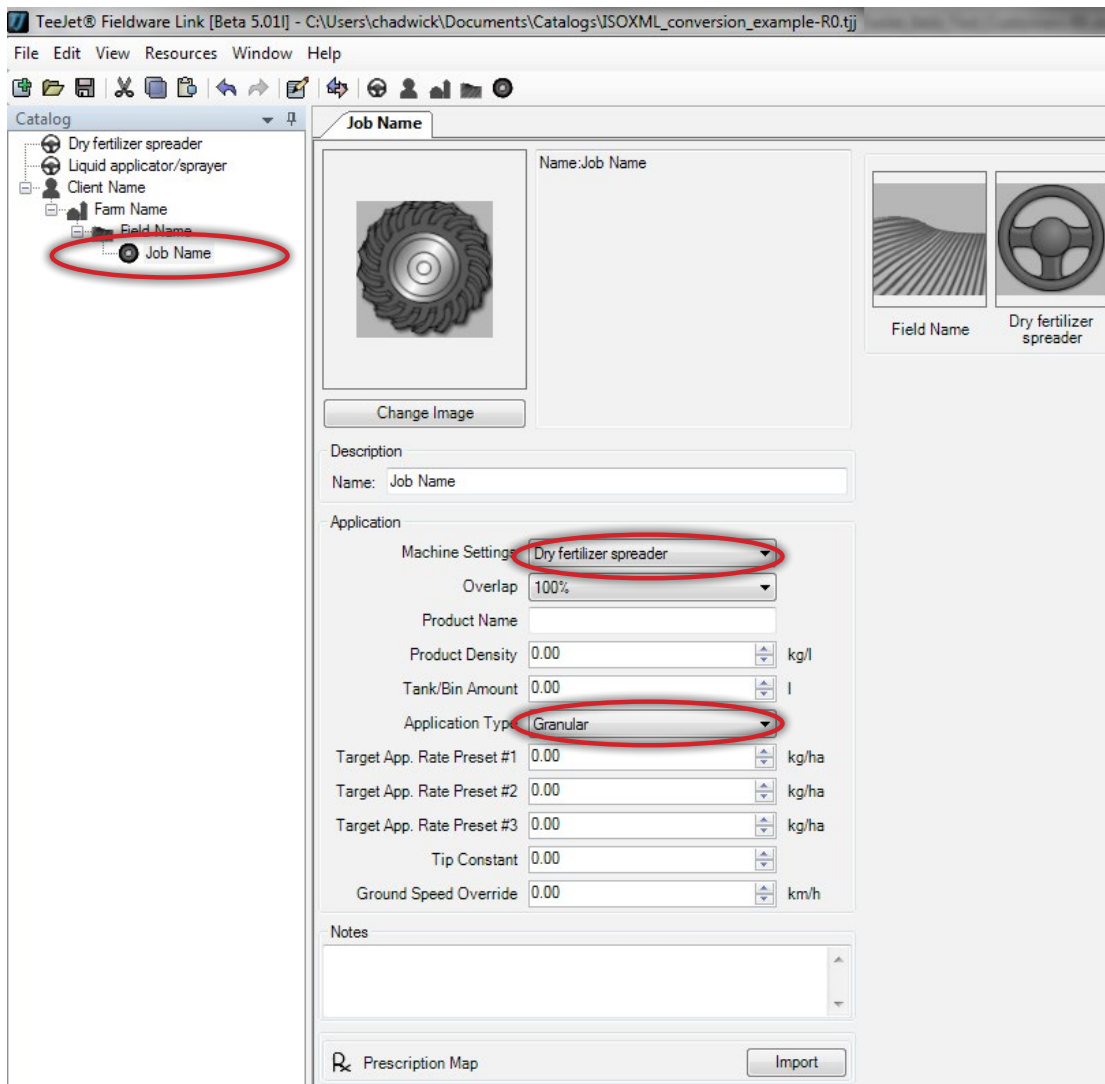 TeeJet® Fieldware Link [Beta 5.01l] - C:\Users\chadwick\Documents\Catalogs\ISOXML_conversion_example-R0.tjj
File Edit View Resources Window Help
Catalog
Dry fertilizer spreader
Liquid applicator/sprayer
Client Name
Farm Name
Field Name
Job Name
Job Name
Name:Job Name
Field Name
Dry fertilizer
spreader
Change Image
Description
Name: Job Name
Application
Machine Settings Dry fertilizer spreader
Overlap 100%
Product Name
Product Density 0.00 kg/l
Tank/Bin Amount 0.00 l
Application Type Granular
Target App. Rate Preset #1 0.00 kg/ha
Target App. Rate Preset #2 0.00 kg/ha
Target App. Rate Preset #3 0.00 kg/ha
Tip Constant 0.00
Ground Speed Override 0.00 km/h
Notes
Prescription Map Import